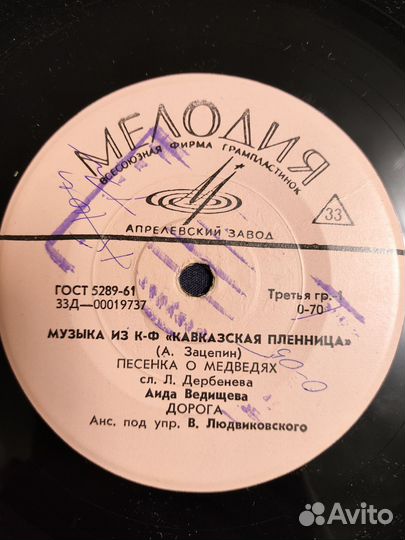 МЕЛОДИЯ
ВСЕСОЮЗНАЯ ФИРМА ГРАМПЛАСТИНОК
33
АПРЕЛЕВСКИЙ ЗАВОД
ГОСТ 5289-61
Третья гр.
33Д—00019737
0-70
МУЗЫКА ИЗ К-Ф «КАВКАЗСКАЯ ПЛЕННИЦА»
(А. Зацепин)
ПЕСЕНКА О МЕДВЕДЯХ
сл. Л. Дербенева
Аида Ведищева
ДОРОГА
Анс. под упр. В. Людвиковского
Avito